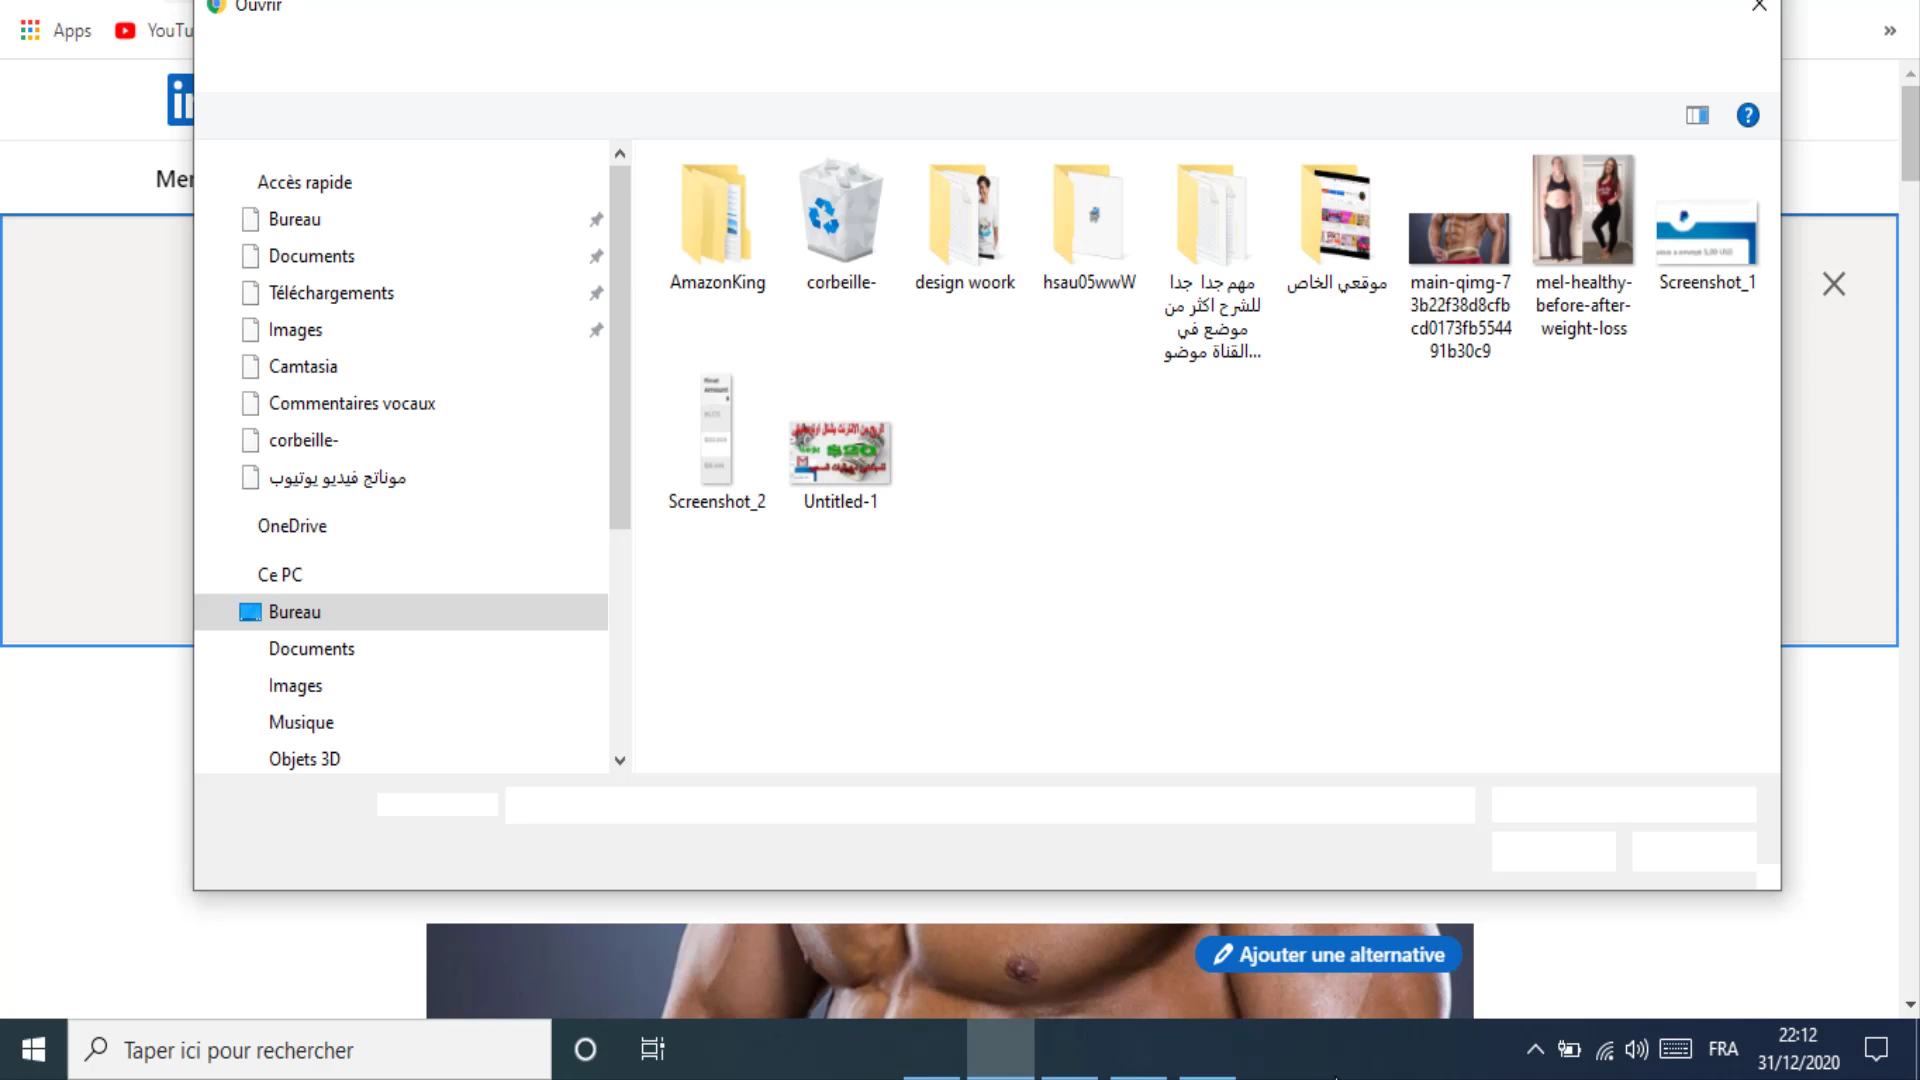 Ouvrir
Apps
YouTu
»
in
Mer
Accès rapide
Bureau
Documents
Téléchargements
Images
Camtasia
Commentaires vocaux
corbeille-
موناتج فيديو يوتيوب
OneDrive
Ce PC
Bureau
Documents
Images
Musique
Objets 3D
AmazonKing
corbeille-
design woork
hsau05wwW
مهم جدا جدا
للشرح اكثر من
موضع في
القناة موضو...
موقعي الخاص
main-qimg-7
3b22f38d8cfb
cd0173fb5544
91b30c9
mel-healthy-
before-after-
weight-loss
Screenshot_1
Screenshot_2
$20
Untitled-1
Ajouter une alternative
Taper ici pour rechercher
FRA
22:12
31/12/2020